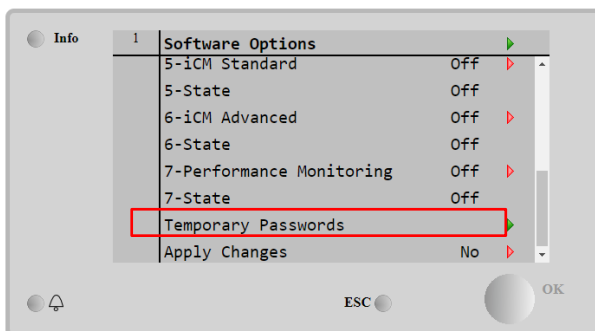 Info
1 Software Options
5-iCM Standard Off
5-State Off
6-iCM Advanced Off
6-State Off
7-Performance Monitoring Off
7-State Off
Temporary Passwords
Apply Changes No
ESC
OK